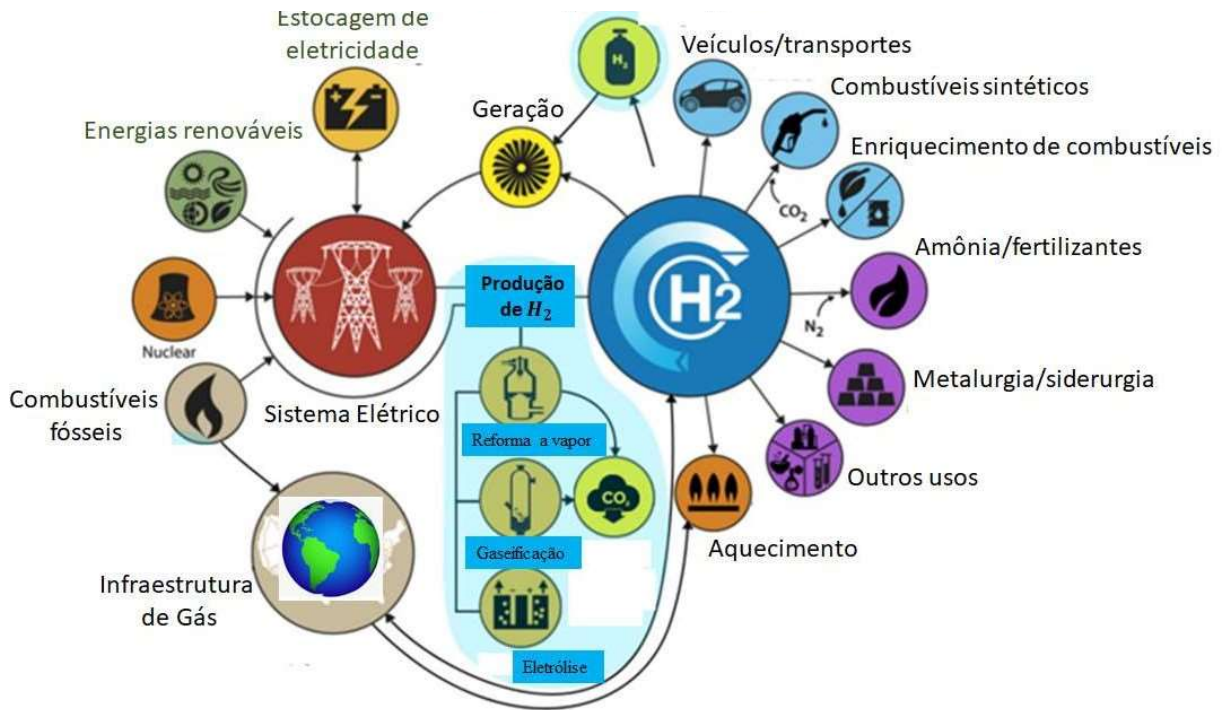 Estocagem de
eletricidade
H2
Veículos/transportes
Combustíveis sintéticos
Geração
Energias renováveis
Enriquecimento de combustíveis
CO2
Amônia/fertilizantes
Produção
de H2
H2
N2
Nuclear
Metalurgia/siderurgia
Combustíveis
fósseis
Sistema Elétrico
Reforma a vapor
Outros usos
CO2
Gaseificação
Aquecimento
Infraestrutura
de Gás
Eletrólise